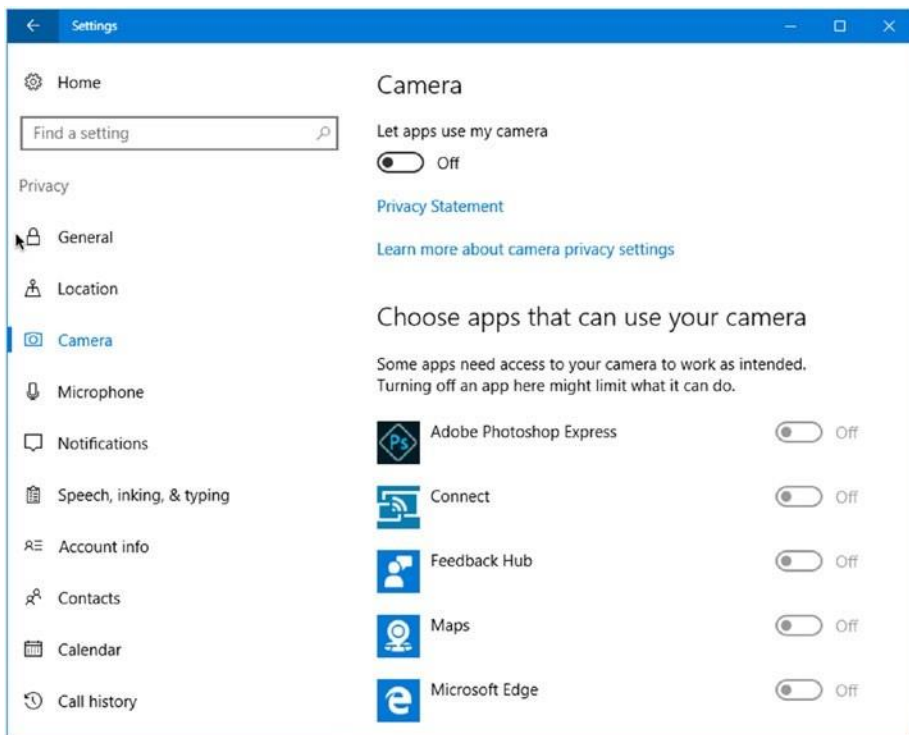 Settings
Home
Find a setting
Privacy
General
Location
Camera
Microphone
Notifications
Speech, inking, & typing
Account info
Contacts
Calendar
Call history
Camera
Let apps use my camera
Off
Privacy Statement
Learn more about camera privacy settings
Choose apps that can use your camera
Some apps need access to your camera to work as intended.
Turning off an app here might limit what it can do.
Ps
Adobe Photoshop Express
Off
Connect
Off
Feedback Hub
Off
Maps
Off
Microsoft Edge
Off